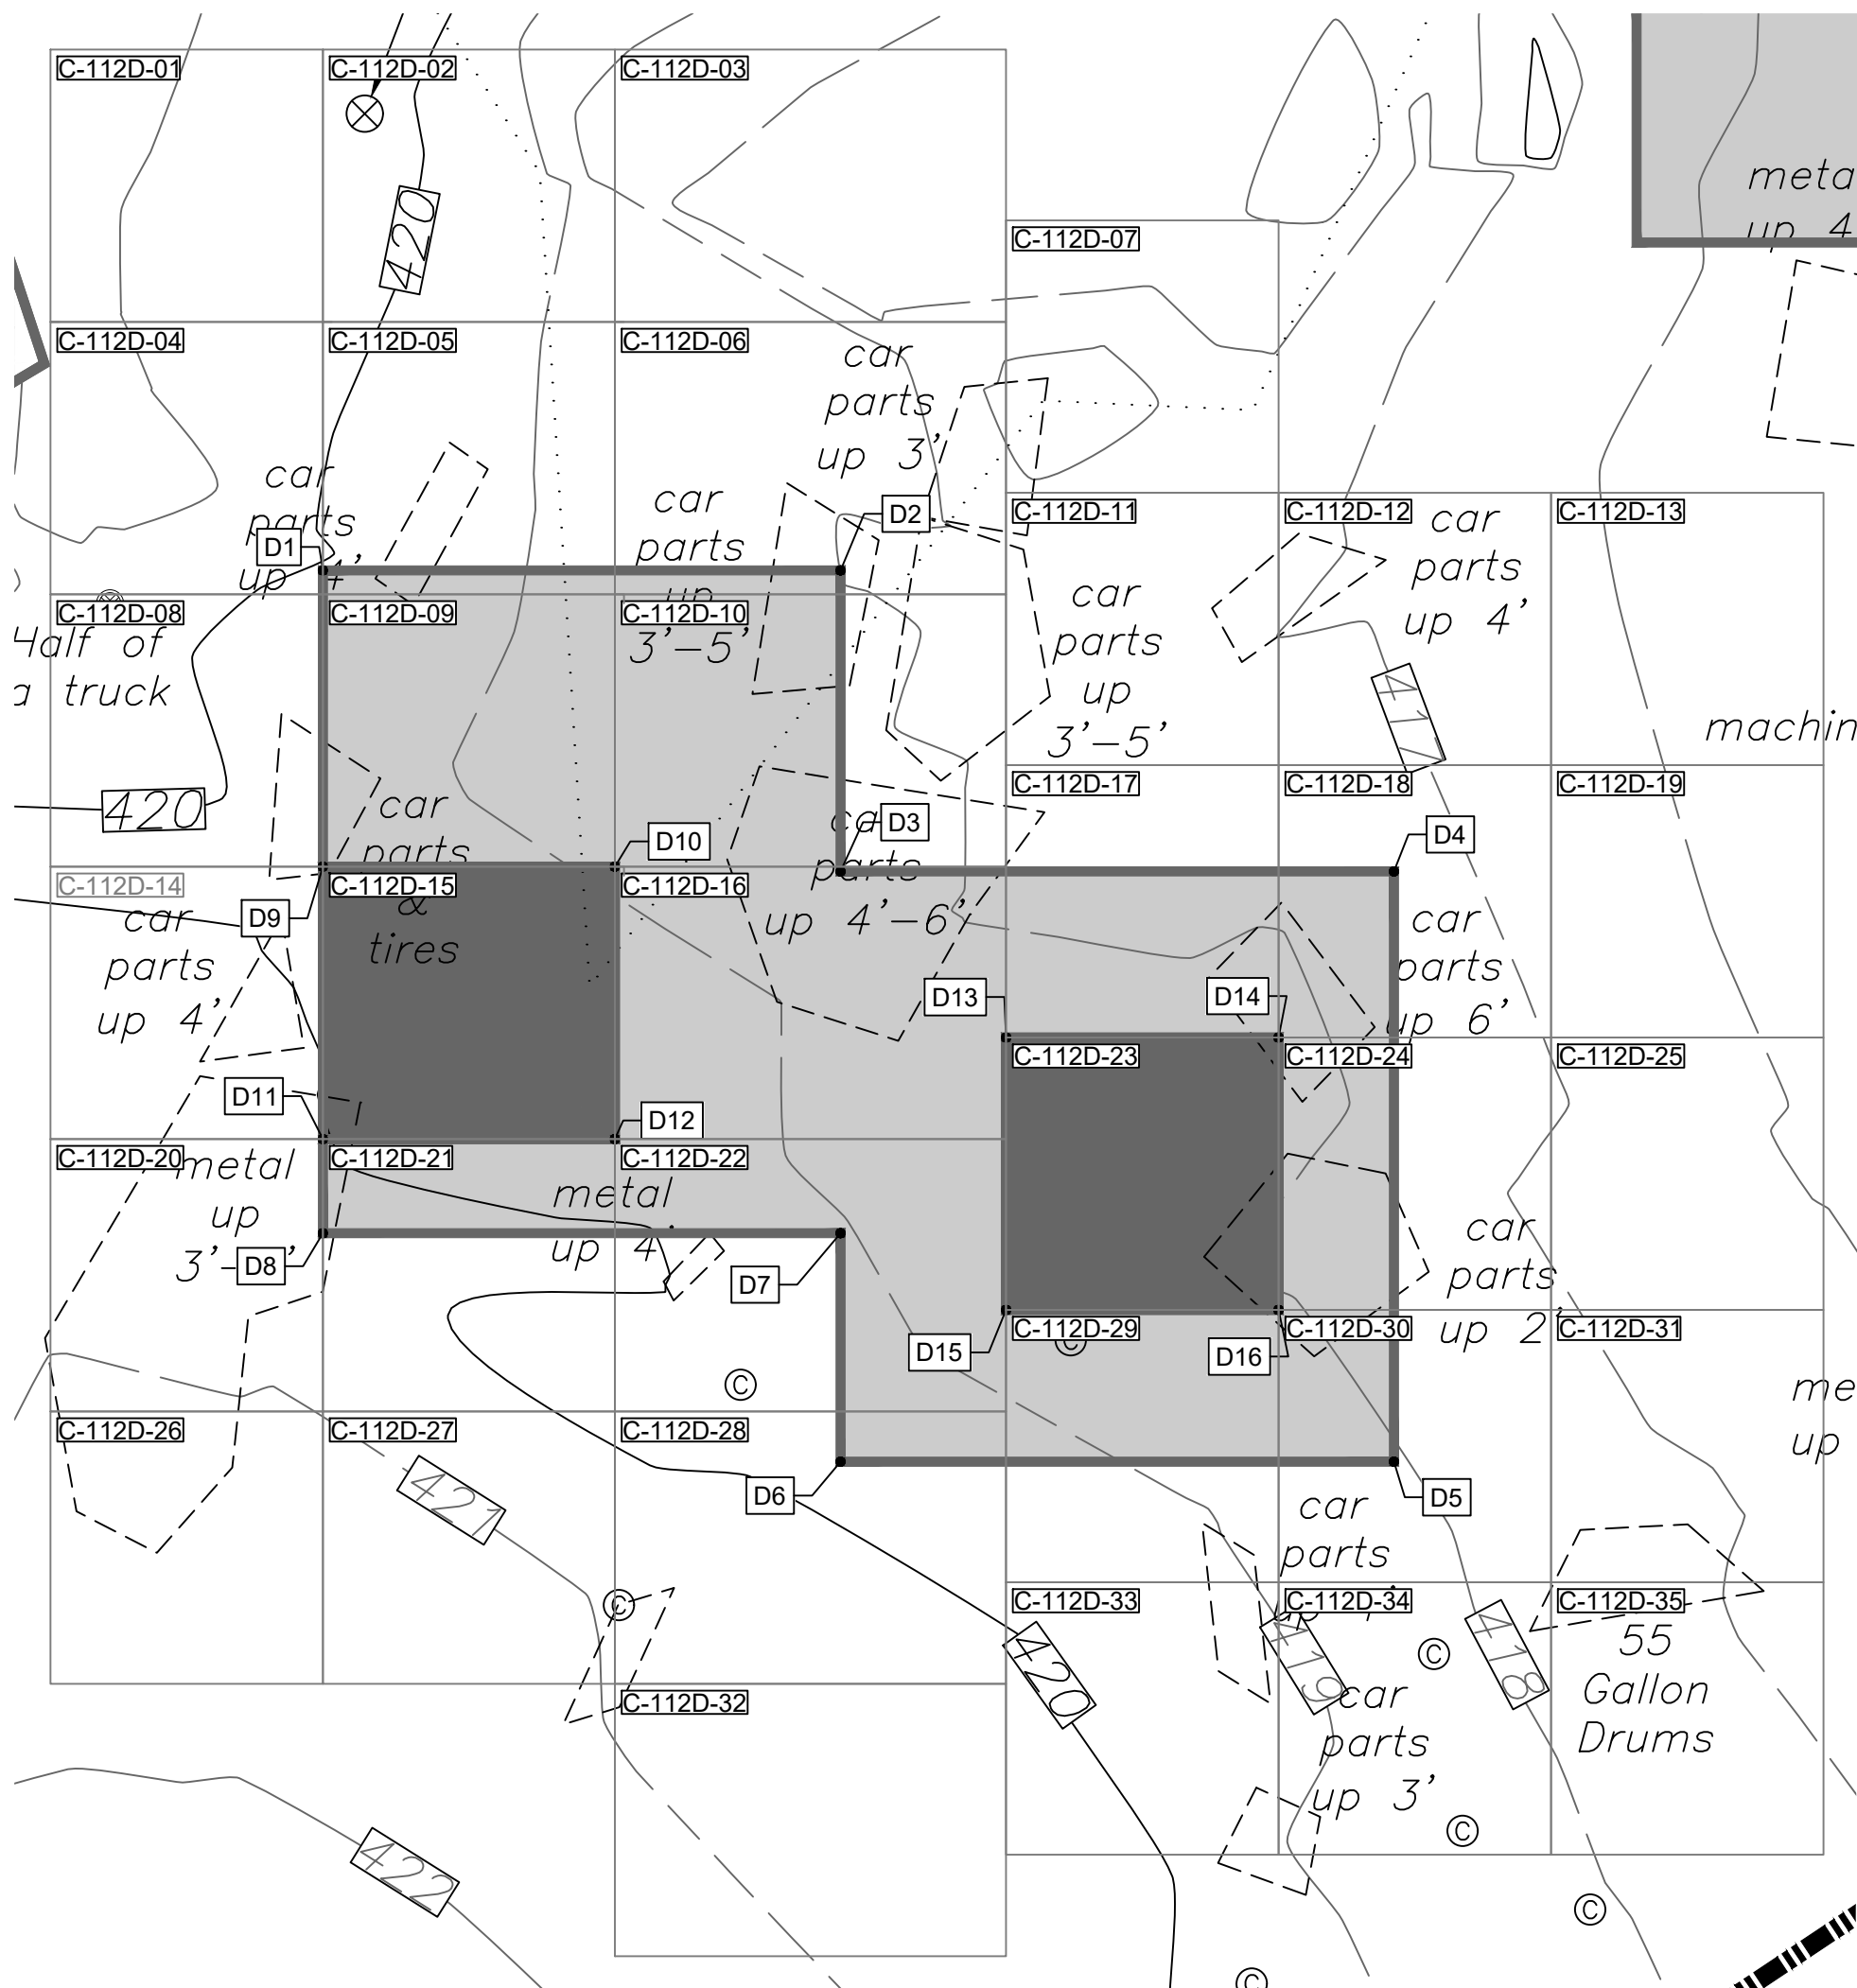 C-112D-01
C-112D-02
C-112D-03
420
C-112D-07
C-112D-04
C-112D-05
C-112D-06
car
parts
up 3'
car
parts
up 4'
D1
car
parts
up
3'-5'
D2
C-112D-11
C-112D-12
C-112D-13
car
parts
up 4'
car
parts
up
3'-5'
C-112D-08
C-112D-09
C-112D-10
Half of
a truck
417
machin
420
car
parts
&
tires
D10
car
parts
up 4'-6'
D3
C-112D-17
C-112D-18
C-112D-19
D4
C-112D-14
C-112D-15
C-112D-16
D9
car
parts
up 4'
car
parts
up 6'
D13
D14
C-112D-23
C-112D-24
C-112D-25
D11
D12
C-112D-20
C-112D-21
C-112D-22
metal
up
D8
metal
up 4'
D7
car
parts
up 2'
D15
D16
C-112D-29
C-112D-30
C-112D-31
©
©
me
up
C-112D-26
C-112D-27
C-112D-28
421
D6
D5
car
parts
C-112D-33
C-112D-34
C-112D-35
©
©
420
419
418
55
Gallon
Drums
C-112D-32
car
parts
up 3'
©
422
©
©
meta
up 4